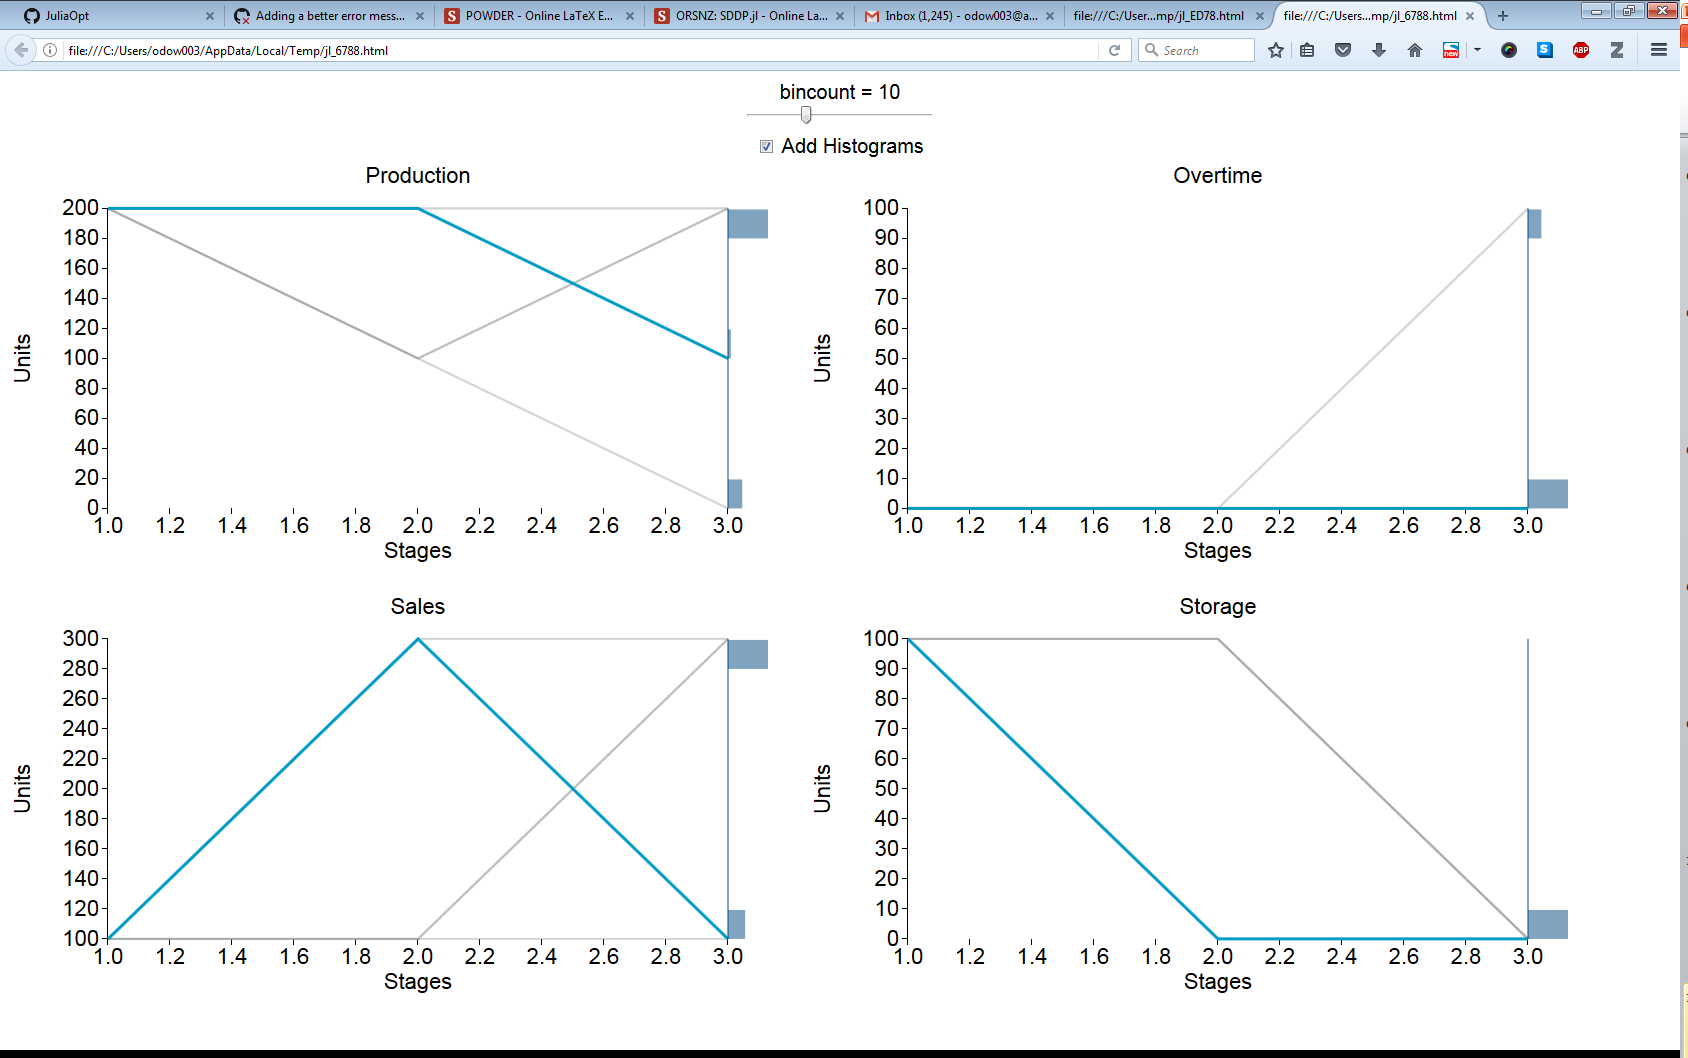 JuliaOpt
Adding a better error mess...
POWDER - Online LaTeX E...
ORSNZ: SDDP.jl - Online La...
Inbox (1,245) - odow003@a...
file:///C:/User...mp/jl_ED78.html
file:///C:/Users...mp/jl_6788.html
file:///C:/Users/odow003/AppData/Local/Temp/jl_6788.html
Search
new
S
ABP
Z
bincount = 10
Add Histograms
Production
Units
200
180
160
140
120
100
80
60
40
20
0
1.0 1.2 1.4 1.6 1.8 2.0 2.2 2.4 2.6 2.8 3.0
Stages
Overtime
Units
100
90
80
70
60
50
40
30
20
10
0
1.0 1.2 1.4 1.6 1.8 2.0 2.2 2.4 2.6 2.8 3.0
Stages
Sales
Units
300
280
260
240
220
200
180
160
140
120
100
1.0 1.2 1.4 1.6 1.8 2.0 2.2 2.4 2.6 2.8 3.0
Stages
Storage
Units
100
90
80
70
60
50
40
30
20
10
0
1.0 1.2 1.4 1.6 1.8 2.0 2.2 2.4 2.6 2.8 3.0
Stages